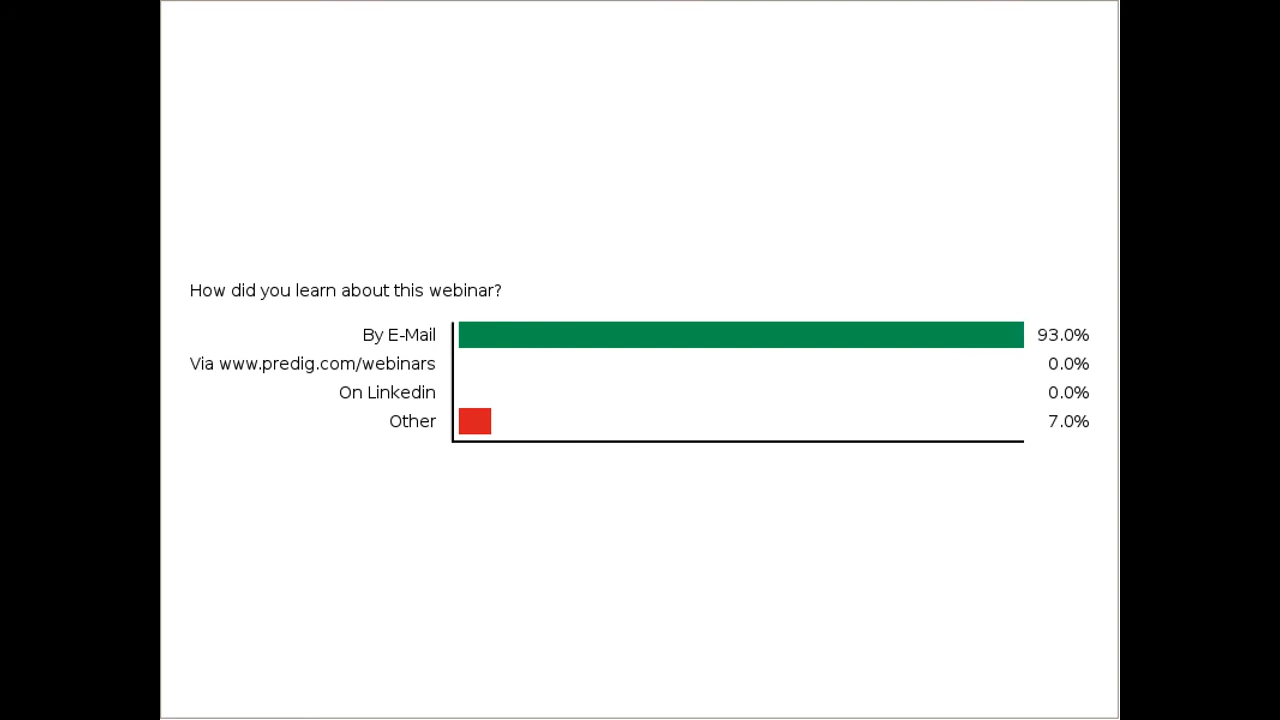 How did you learn about this webinar?
By E-Mail 93.0%
Via www.predig.com/webinars 0.0%
On Linkedin 0.0%
Other 7.0%